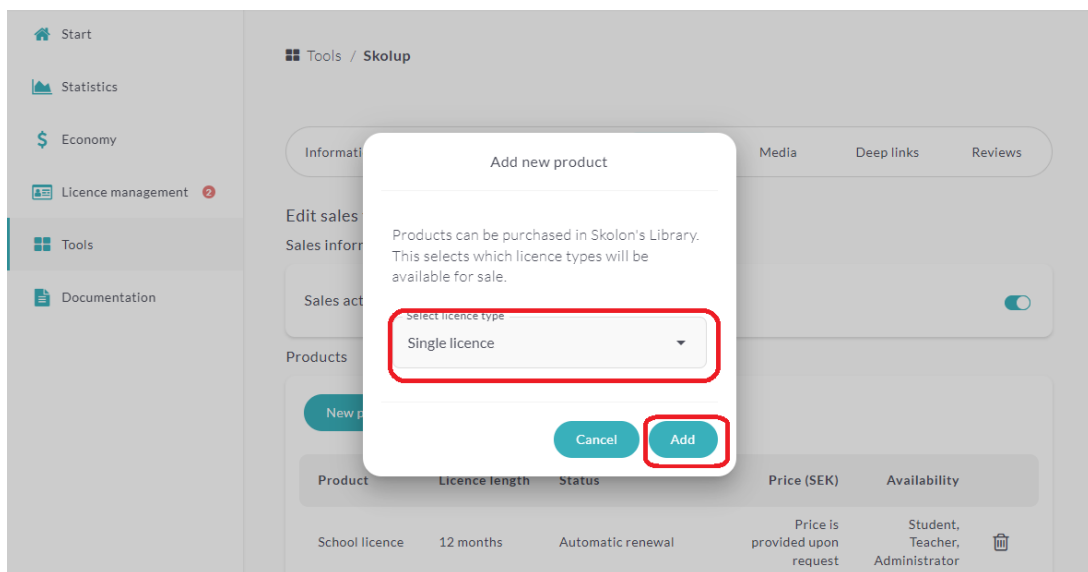 Start
Tools / Skolup
Statistics
Economy
Informati
Add new product
Media
Deep links
Reviews
Licence management 2
Edit sales
Products can be purchased in Skolon's Library.
Tools
Sales inforr
This selects which licence types will be
available for sale.
Documentation
Sales act
Select licence type
Single licence
Products
New p
Cancel
Add
Product
Licence length
Status
Price (SEK)
Availability
School licence
12 months
Automatic renewal
Price is
provided upon
request
Student,
Teacher,
Administrator